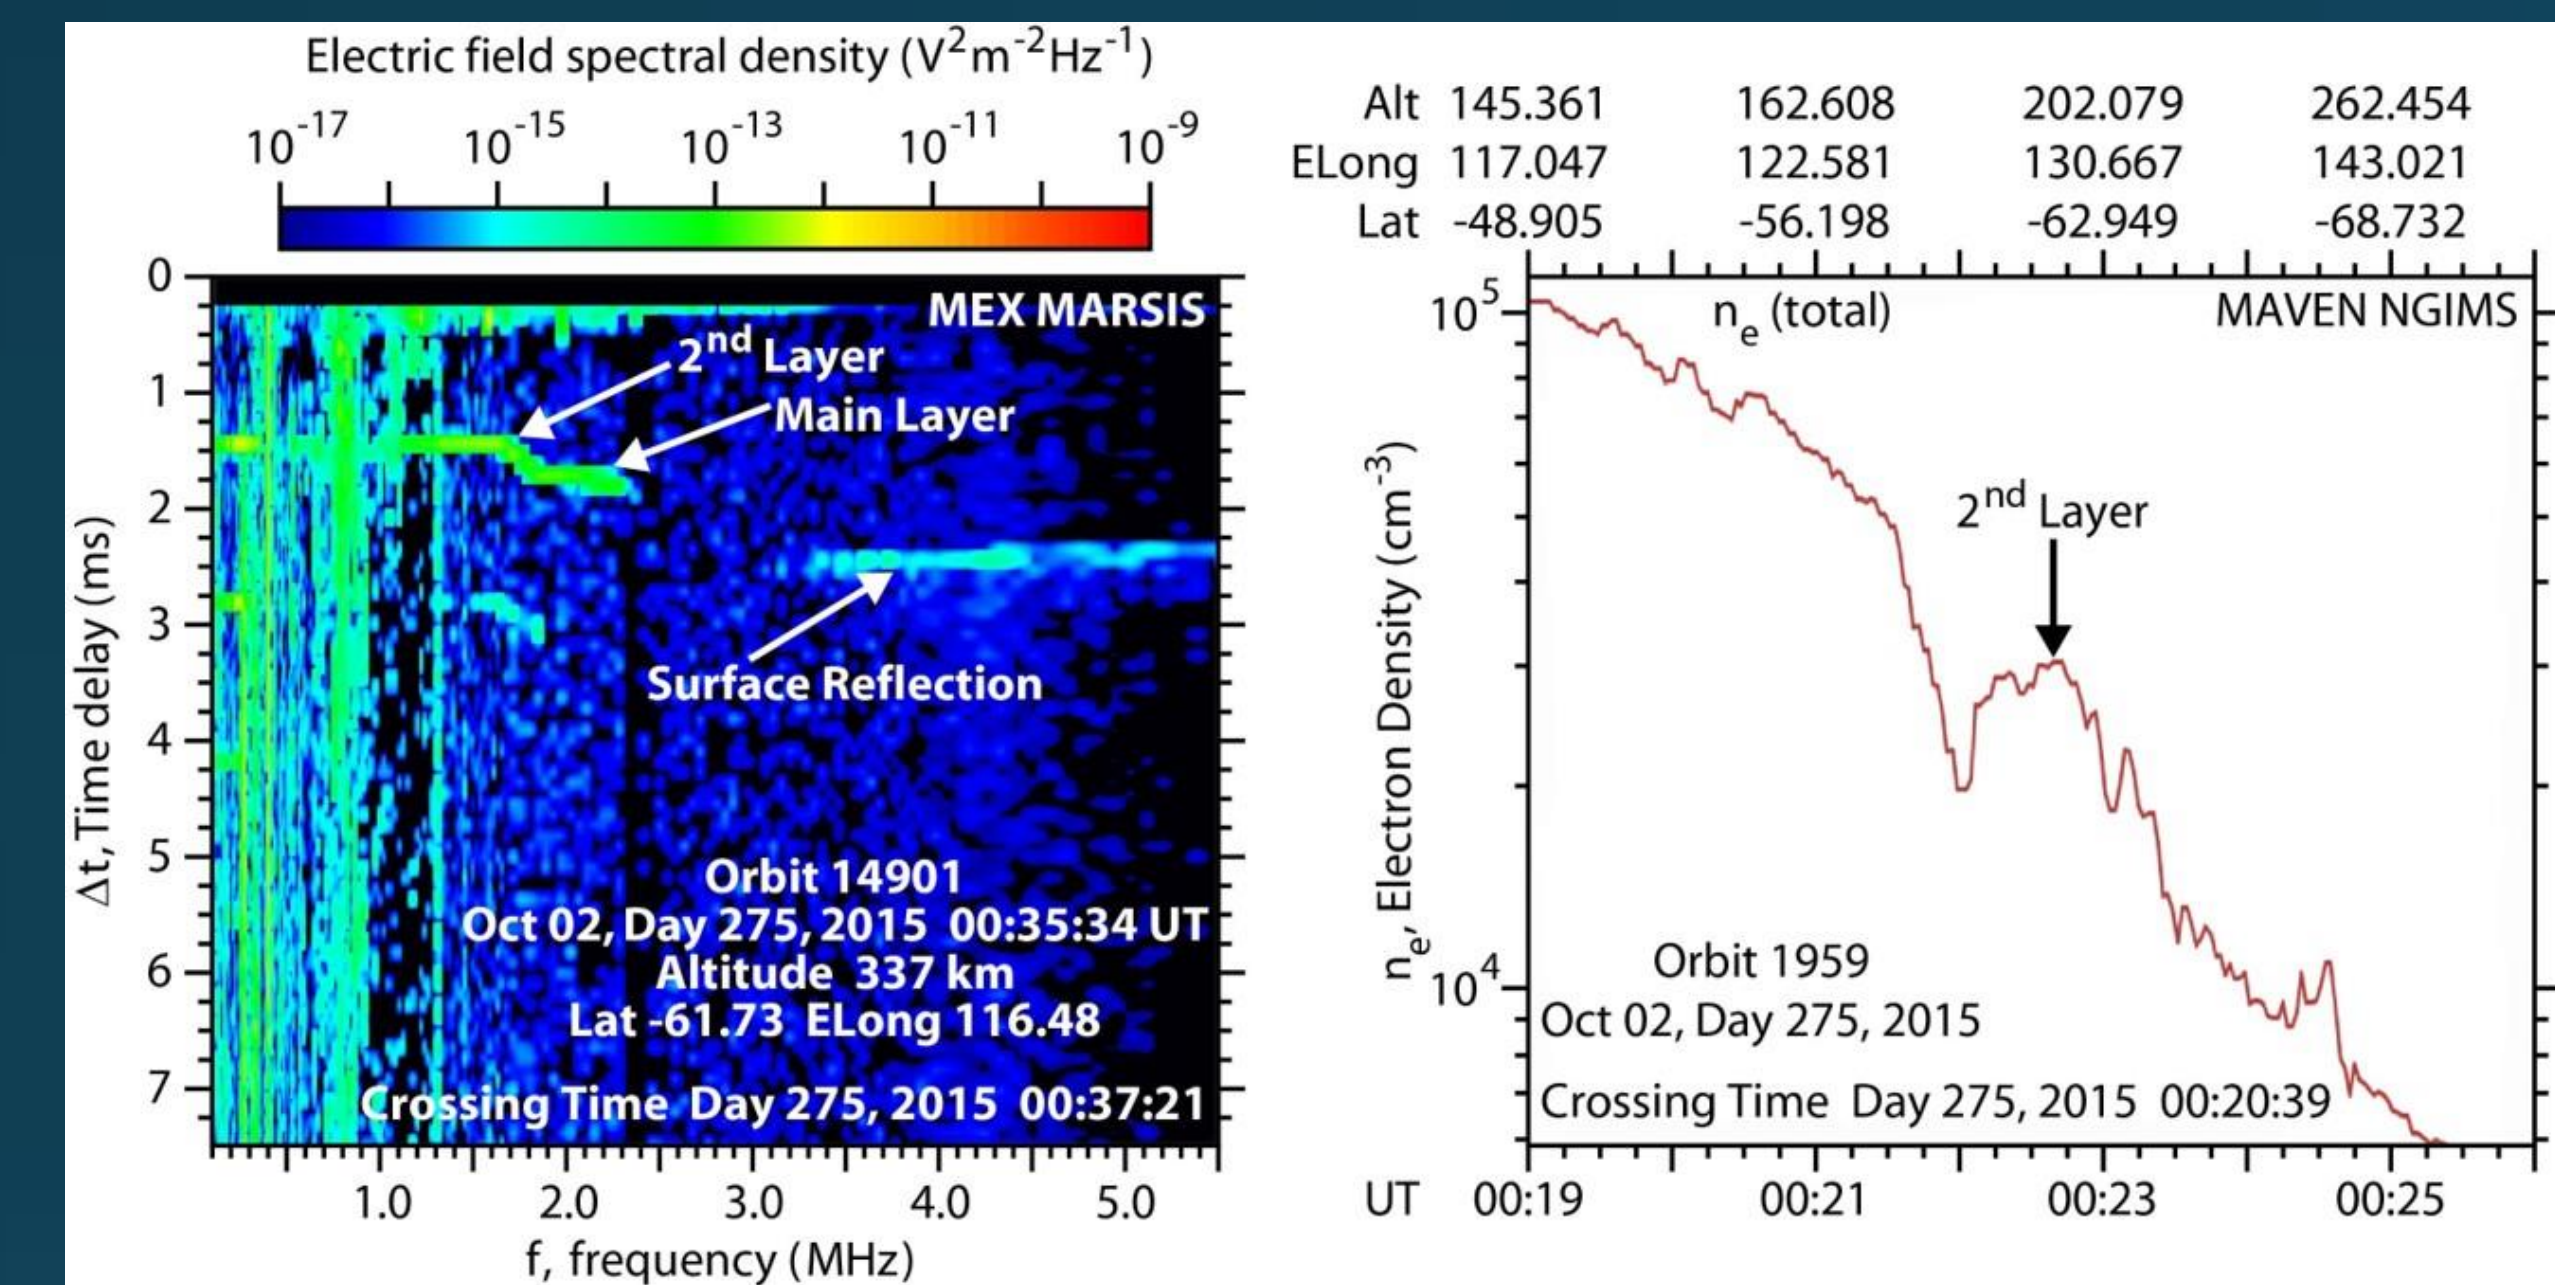 Electric field spectral density (V²m⁻²Hz⁻¹)
10⁻¹⁷ 10⁻¹⁵ 10⁻¹³ 10⁻¹¹ 10⁻⁹
MEX MARSIS
2ⁿᵈ Layer
Main Layer
Surface Reflection
Orbit 14901
Oct 02, Day 275, 2015 00:35:34 UT
Altitude 337 km
Lat -61.73 ELong 116.48
Crossing Time Day 275, 2015 00:37:21
0
1
2
3
4
5
6
7
Δt, Time delay (ms)
1.0 2.0 3.0 4.0 5.0
f, frequency (MHz)
Alt 145.361 162.608 202.079 262.454
ELong 117.047 122.581 130.667 143.021
Lat -48.905 -56.198 -62.949 -68.732
10⁵
nₑ (total) MAVEN NGIMS
2ⁿᵈ Layer
nₑ, Electron Density (cm⁻³)
10⁴
Orbit 1959
Oct 02, Day 275, 2015
Crossing Time Day 275, 2015 00:20:39
UT 00:19 00:21 00:23 00:25